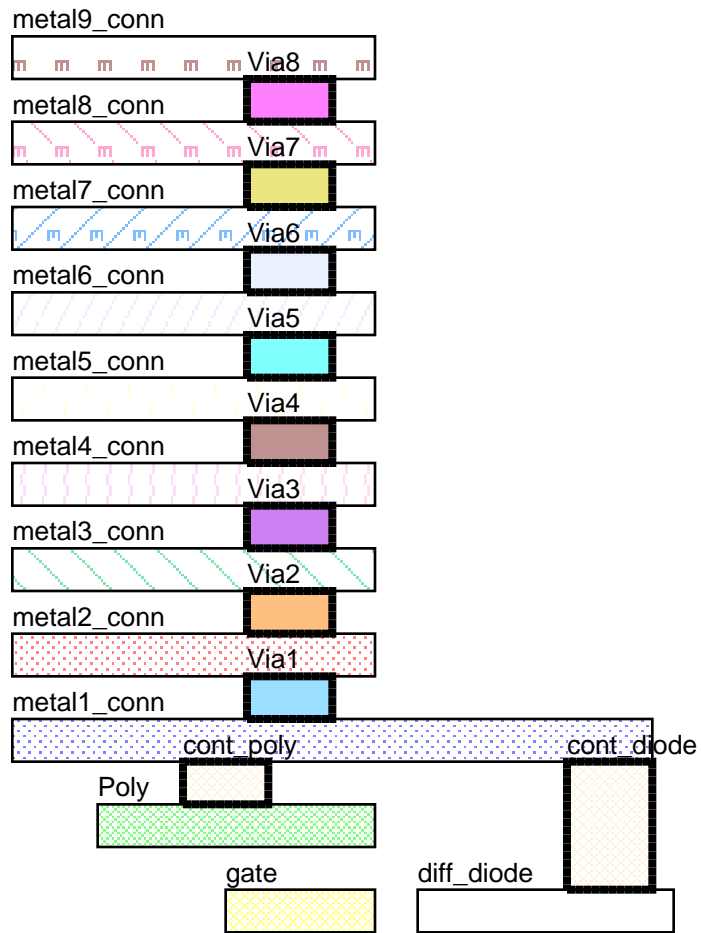 metal9_conn
Via8
metal8_conn
Via7
metal7_conn
Via6
metal6_conn
Via5
metal5_conn
Via4
metal4_conn
Via3
metal3_conn
Via2
metal2_conn
Via1
metal1_conn
cont_poly
cont_diode
Poly
gate
diff_diode